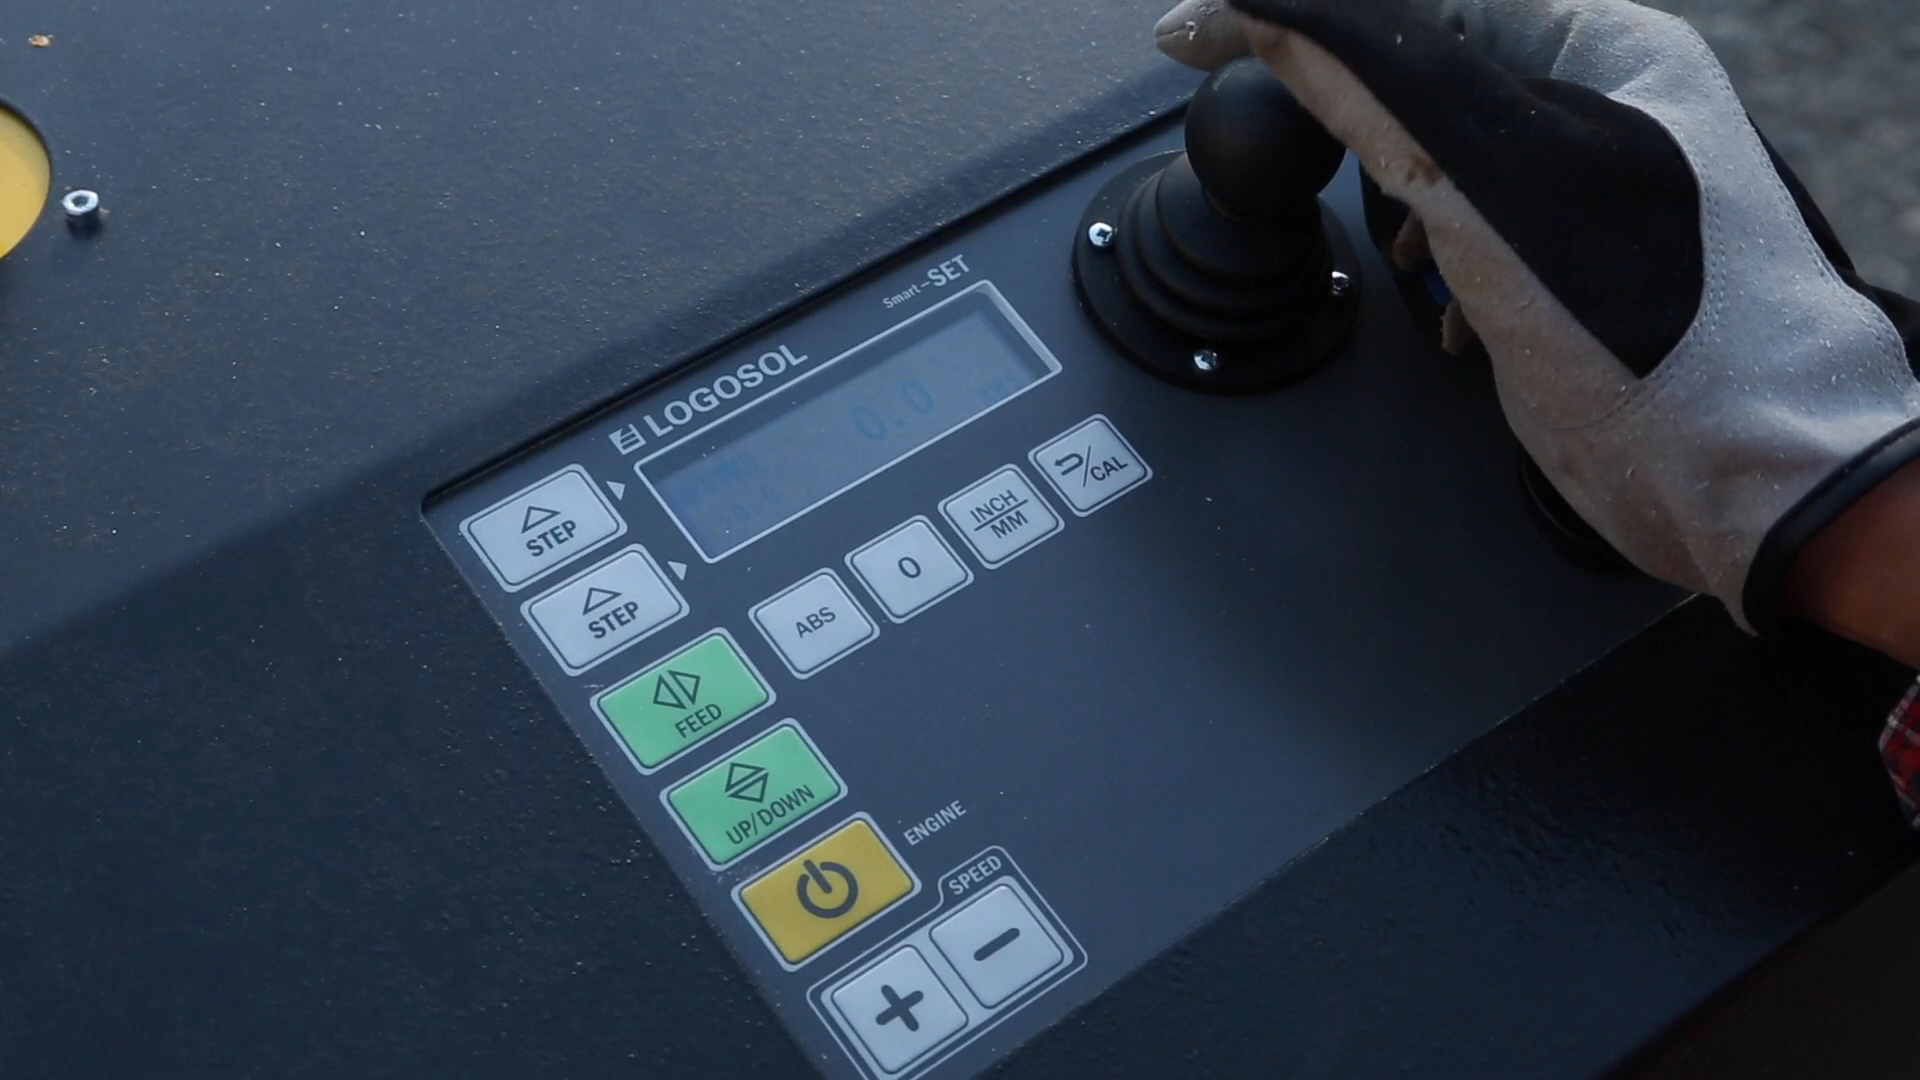 Smart-SET
LOGOSOL
0.0
STEP
STEP
ABS
0
INCH
MM
/CAL
FEED
UP/DOWN
ENGINE
SPEED
+
-